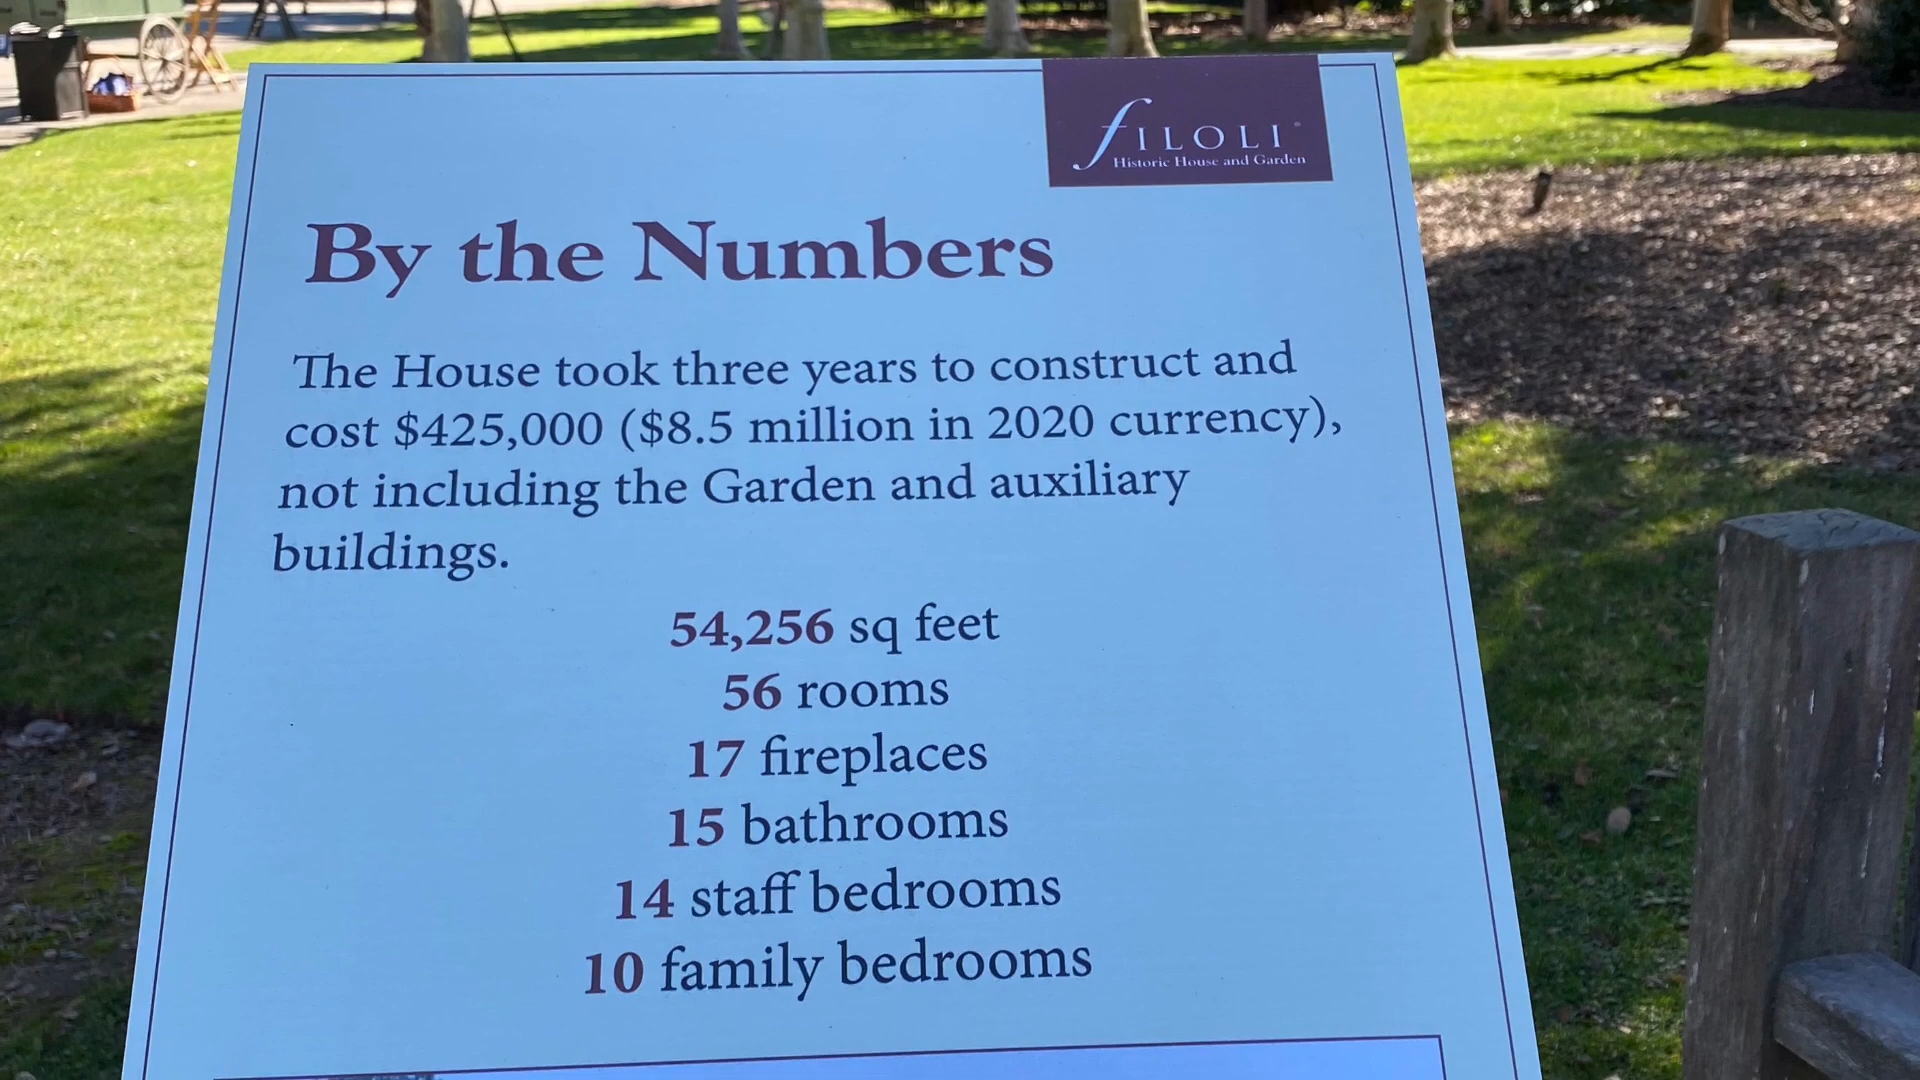 FILOLI
Historic House and Garden
By the Numbers
The House took three years to construct and
cost $425,000 ($8.5 million in 2020 currency),
not including the Garden and auxiliary
buildings.
54,256 sq feet
56 rooms
17 fireplaces
15 bathrooms
14 staff bedrooms
10 family bedrooms